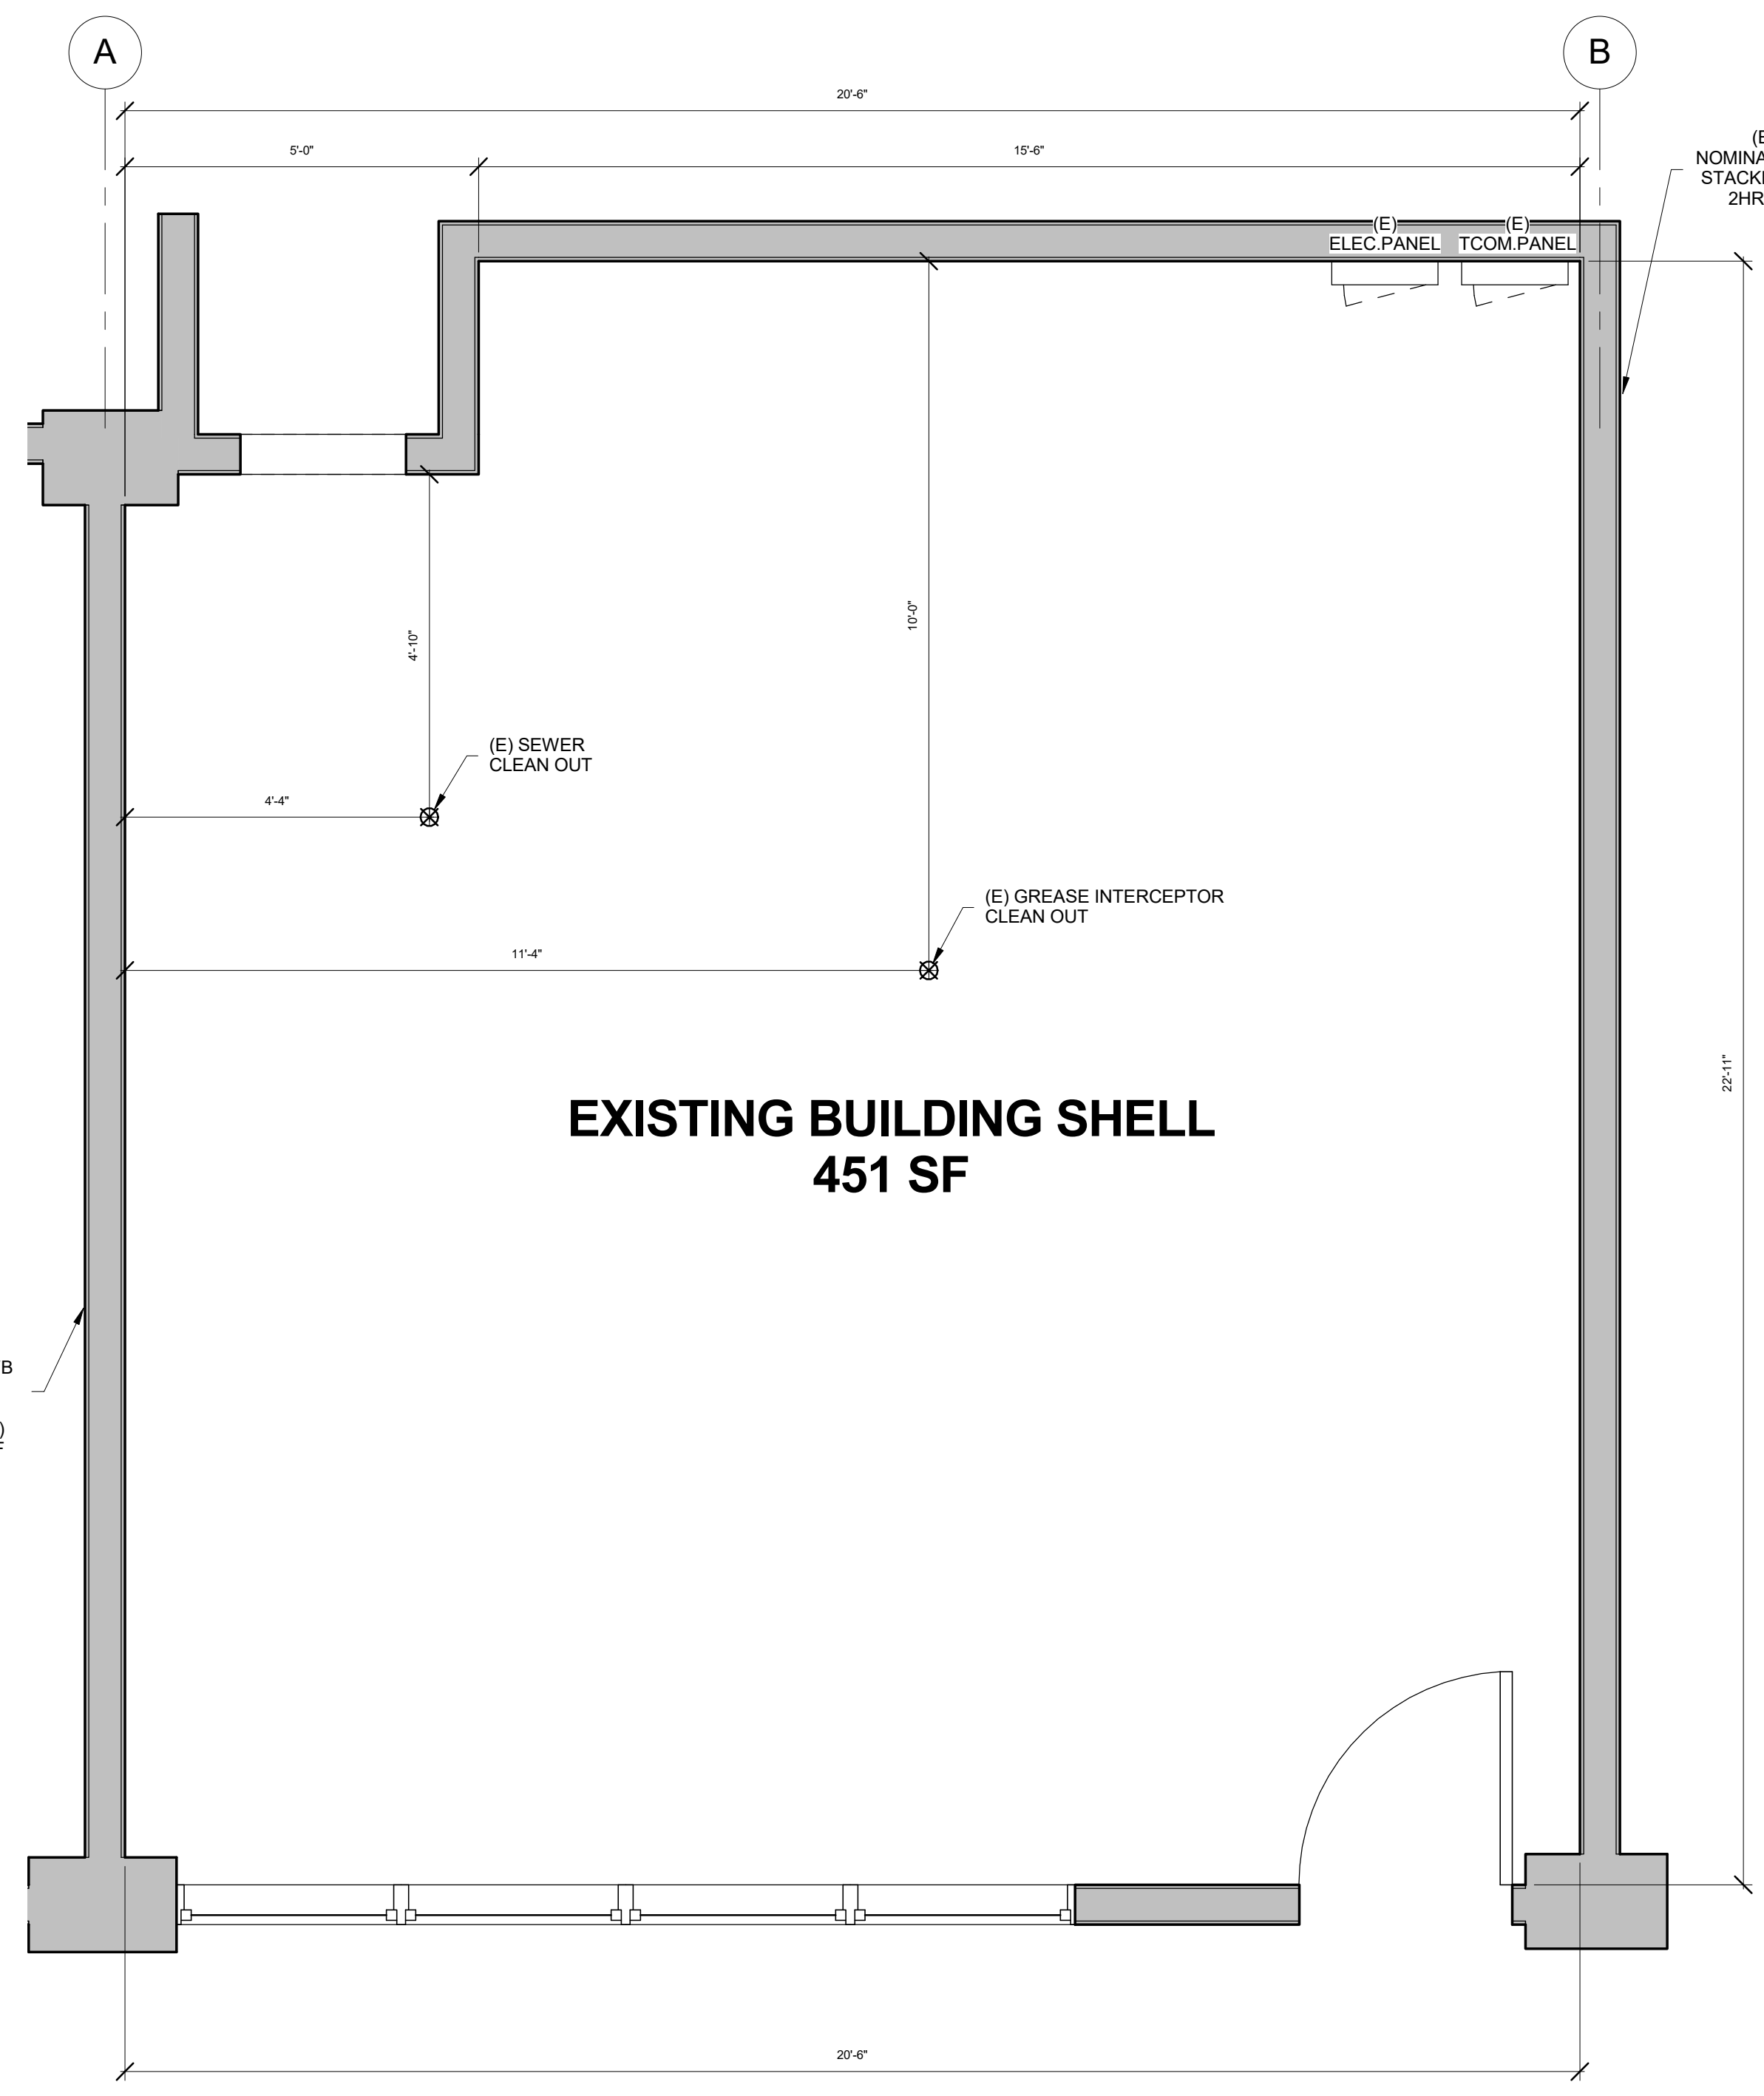 A
B
20'-6"
5'-0"
15'-6"
NOMINA
STACK
2HR
(E)
ELEC.PANEL
(E)
TCOM.PANEL
4'-10"
10'-0"
(E) SEWER
CLEAN OUT
4'-4"
(E) GREASE INTERCEPTOR
CLEAN OUT
11'-4"
22'-11"
EXISTING BUILDING SHELL
451 SF
B
)
20'-6"